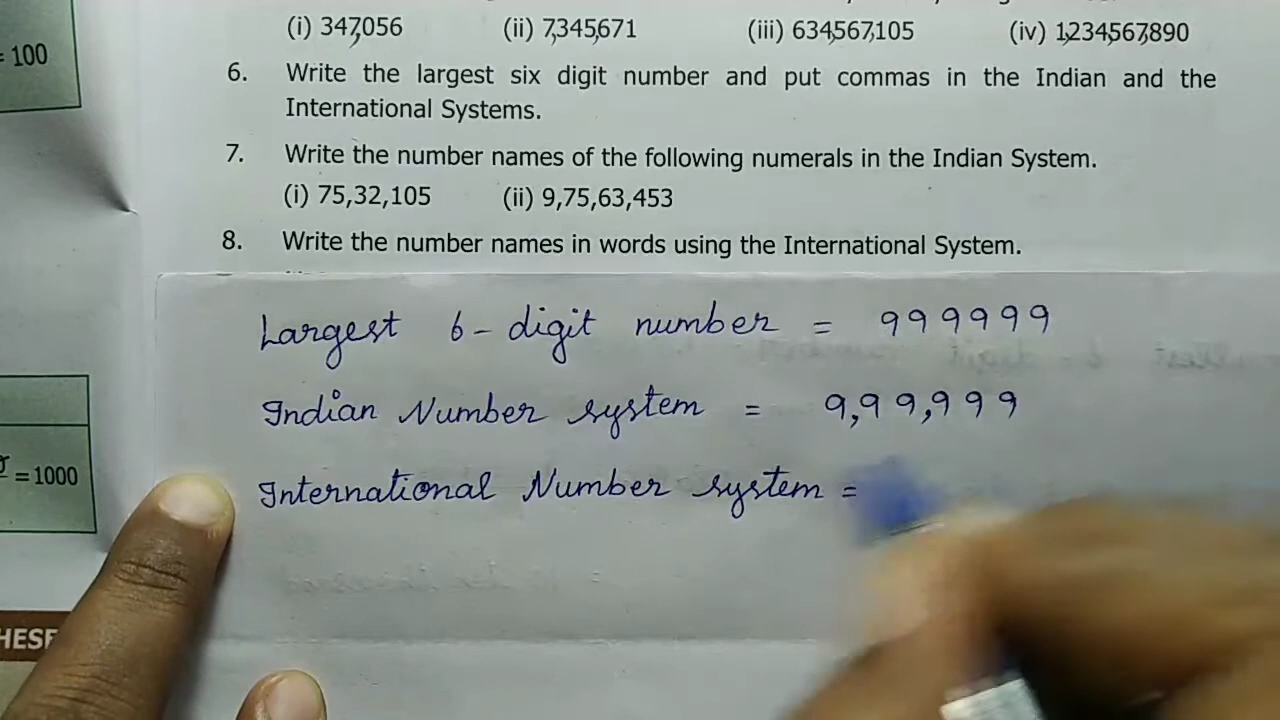 (i) 347,056 (ii) 7,345,671 (iii) 634,567,105 (iv) 1,234,567,890
= 100
6. Write the largest six digit number and put commas in the Indian and the
International Systems.
7. Write the number names of the following numerals in the Indian System.
(i) 75,32,105 (ii) 9,75,63,453
8. Write the number names in words using the International System.
Largest 6-digit number = 999999
Indian Number system = 9,99,999
= 1000
International Number system =